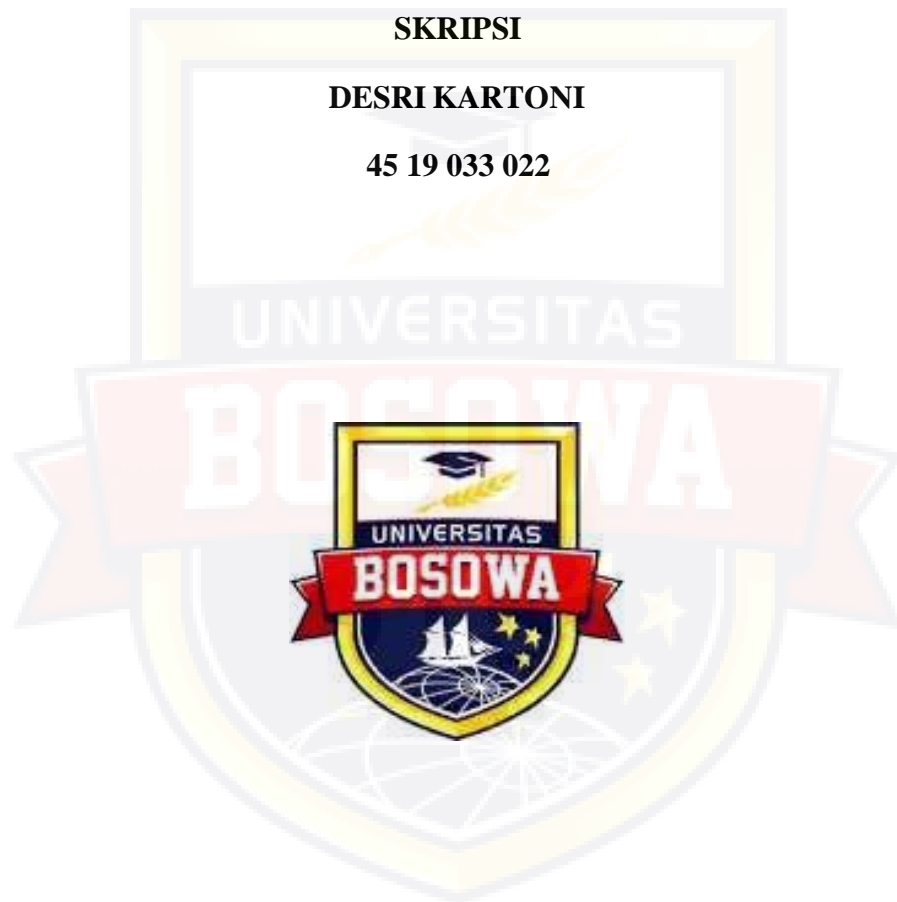 SKRIPSI
DESRI KARTONI
45 19 033 022
UNIVERSITAS
BOSOWA
UNIVERSITAS
BOSOWA